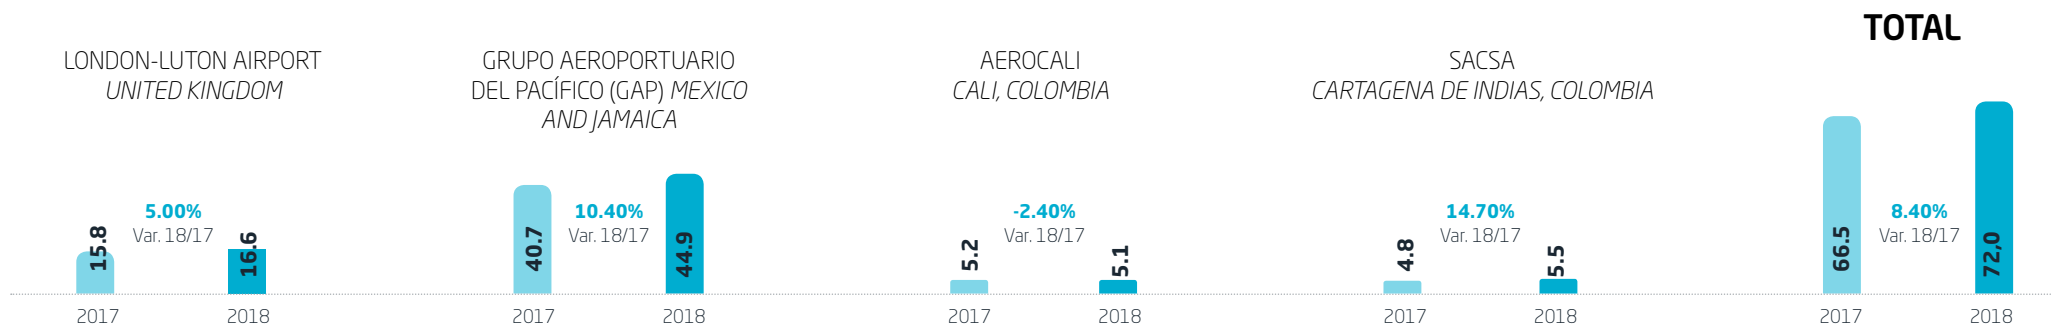 LONDON-LUTON AIRPORT
UNITED KINGDOM
15.8
5.00%
Var. 18/17
16.6
2017
2018
GRUPO AEROPORTUARIO
DEL PACÍFICO (GAP) MEXICO
AND JAMAICA
40.7
10.40%
Var. 18/17
44.9
2017
2018
AEROCALI
CALI, COLOMBIA
5.2
-2.40%
Var. 18/17
5.1
2017
2018
SACSA
CARTAGENA DE INDIAS, COLOMBIA
4.8
14.70%
Var. 18/17
5.5
2017
2018
TOTAL
66.5
8.40%
Var. 18/17
72,0
2017
2018